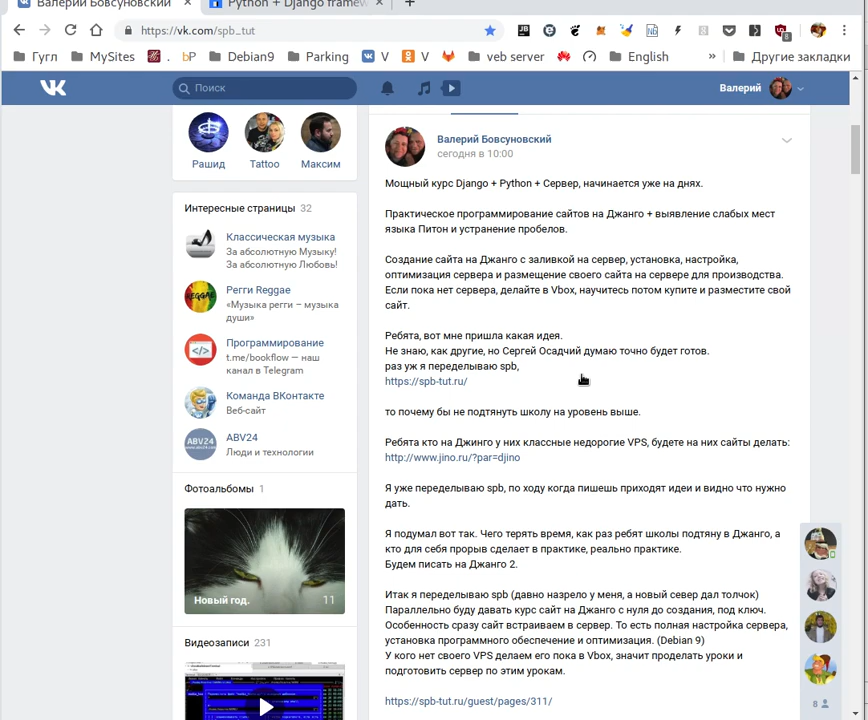 Валерий Бовсуновский
Python + Django framew
https://vk.com/spb_tut
8
Гугл
MySites
.
bP
Debian9
Parking
V
V
veb server
English
»
Другие закладки
Поиск
Валерий
Рашид
Tattoo
Максим
Интересные страницы 32
Классическая музыка
За абсолютную Музыку!
За абсолютную Любовь!
REGGAE
Регги Reggae
«Музыка регги – музыка
души»
</>
Программирование
t.me/bookflow — наш
канал в Telegram
Команда ВКонтакте
Веб-сайт
ABV24
ABV24
Люди и технологии
Фотоальбомы 1
Новый год. 11
Видеозаписи 231
Валерий Бовсуновский
сегодня в 10:00
Мощный курс Django + Python + Сервер, начинается уже на днях.
Практическое программирование сайтов на Джанго + выявление слабых мест
языка Питон и устранение пробелов.
Создание сайта на Джанго с заливкой на сервер, установка, настройка,
оптимизация сервера и размещение своего сайта на сервере для производства.
Если пока нет сервера, делайте в Vbox, научитесь потом купите и разместите свой
сайт.
Ребята, вот мне пришла какая идея.
Не знаю, как другие, но Сергей Осадчий думаю точно будет готов.
раз уж я переделываю spb,
https://spb-tut.ru/
то почему бы не подтянуть школу на уровень выше.
Ребята кто на Джинго у них классные недорогие VPS, будете на них сайты делать:
http://www.jino.ru/?par=djino
Я уже переделываю spb, по ходу когда пишешь приходят идеи и видно что нужно
дать.
Я подумал вот так. Чего терять время, как раз ребят школы подтяну в Джанго, а
кто для себя прорыв сделает в практике, реально практике.
Будем писать на Джанго 2.
Итак я переделываю spb (давно назрело у меня, а новый север дал толчок)
Параллельно буду давать курс сайт на Джанго с нуля до создания, под ключ.
Особенность сразу сайт встраиваем в сервер. То есть полная настройка сервера,
установка програмного обеспечение и оптимизация. (Debian 9)
У кого нет своего VPS делаем его пока в Vbox, значит проделать уроки и
подготовить сервер по этим урокам.
https://spb-tut.ru/guest/pages/311/
8